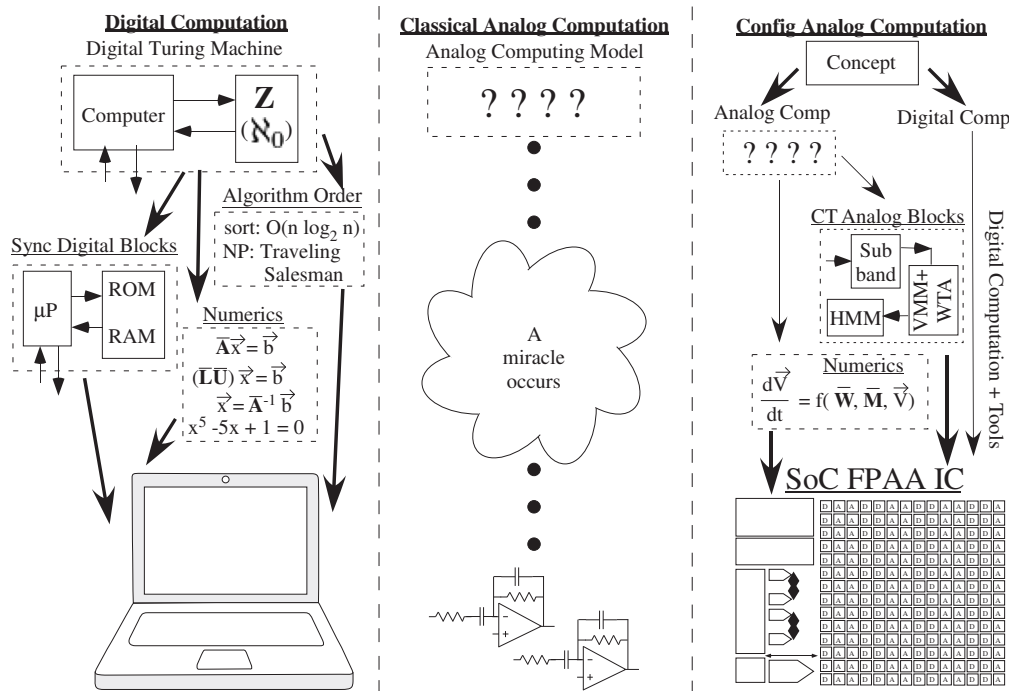 Digital Computation
Digital Turing Machine
Computer
Z
(ℵ0)
Algorithm Order
sort: O(n log2 n)
NP: Traveling
Salesman
Sync Digital Blocks
µP
ROM
RAM
Numerics
A x = b
(LU) x = b
x = A-1 b
x5 -5x + 1 = 0
Classical Analog Computation
Analog Computing Model
? ? ? ?
A
miracle
occurs
−
+
−
+
Config Analog Computation
Concept
Analog Comp
Digital Comp
? ? ? ?
CT Analog Blocks
Sub
band
VMM+
WTA
HMM
Digital Computation + Tools
Numerics
dV/dt = f( W, M, V)
SoC FPAA IC
D A A D D A A D D A A D D A
D A A D D A A D D A A D D A
D A A D D A A D D A A D D A
D A A D D A A D D A A D D A
D A A D D A A D D A A D D A
D A A D D A A D D A A D D A
D A A D D A A D D A A D D A
D A A D D A A D D A A D D A
D A A D D A A D D A A D D A
D A A D D A A D D A A D D A
D A A D D A A D D A A D D A
D A A D D A A D D A A D D A
D A A D D A A D D A A D D A
D A A D D A A D D A A D D A